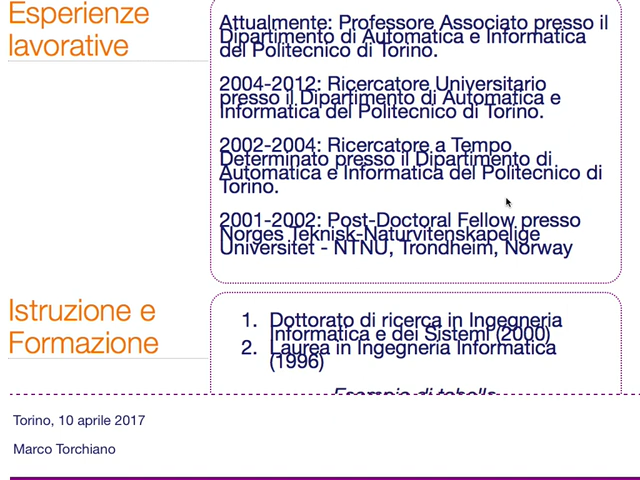 Esperienze
lavorative
Attualmente: Professore Associato presso il
Dipartimento di Automatica e Informatica
del Politecnico di Torino.
2004-2012: Ricercatore Universitario
presso il Dipartimento di Automatica e
Informatica del Politecnico di Torino.
2002-2004: Ricercatore a Tempo
Determinato presso il Dipartimento di
Automatica e Informatica del Politecnico di
Torino.
2001-2002: Post-Doctoral Fellow presso
Norges Teknisk-Naturvitenskapelige
Universitet - NTNU, Trondheim, Norway
Istruzione e
Formazione
1. Dottorato di ricerca in Ingegneria
Informatica e dei Sistemi (2000)
2. Laurea in Ingegneria Informatica
(1996)
Esempio di tabella
Torino, 10 aprile 2017
Marco Torchiano